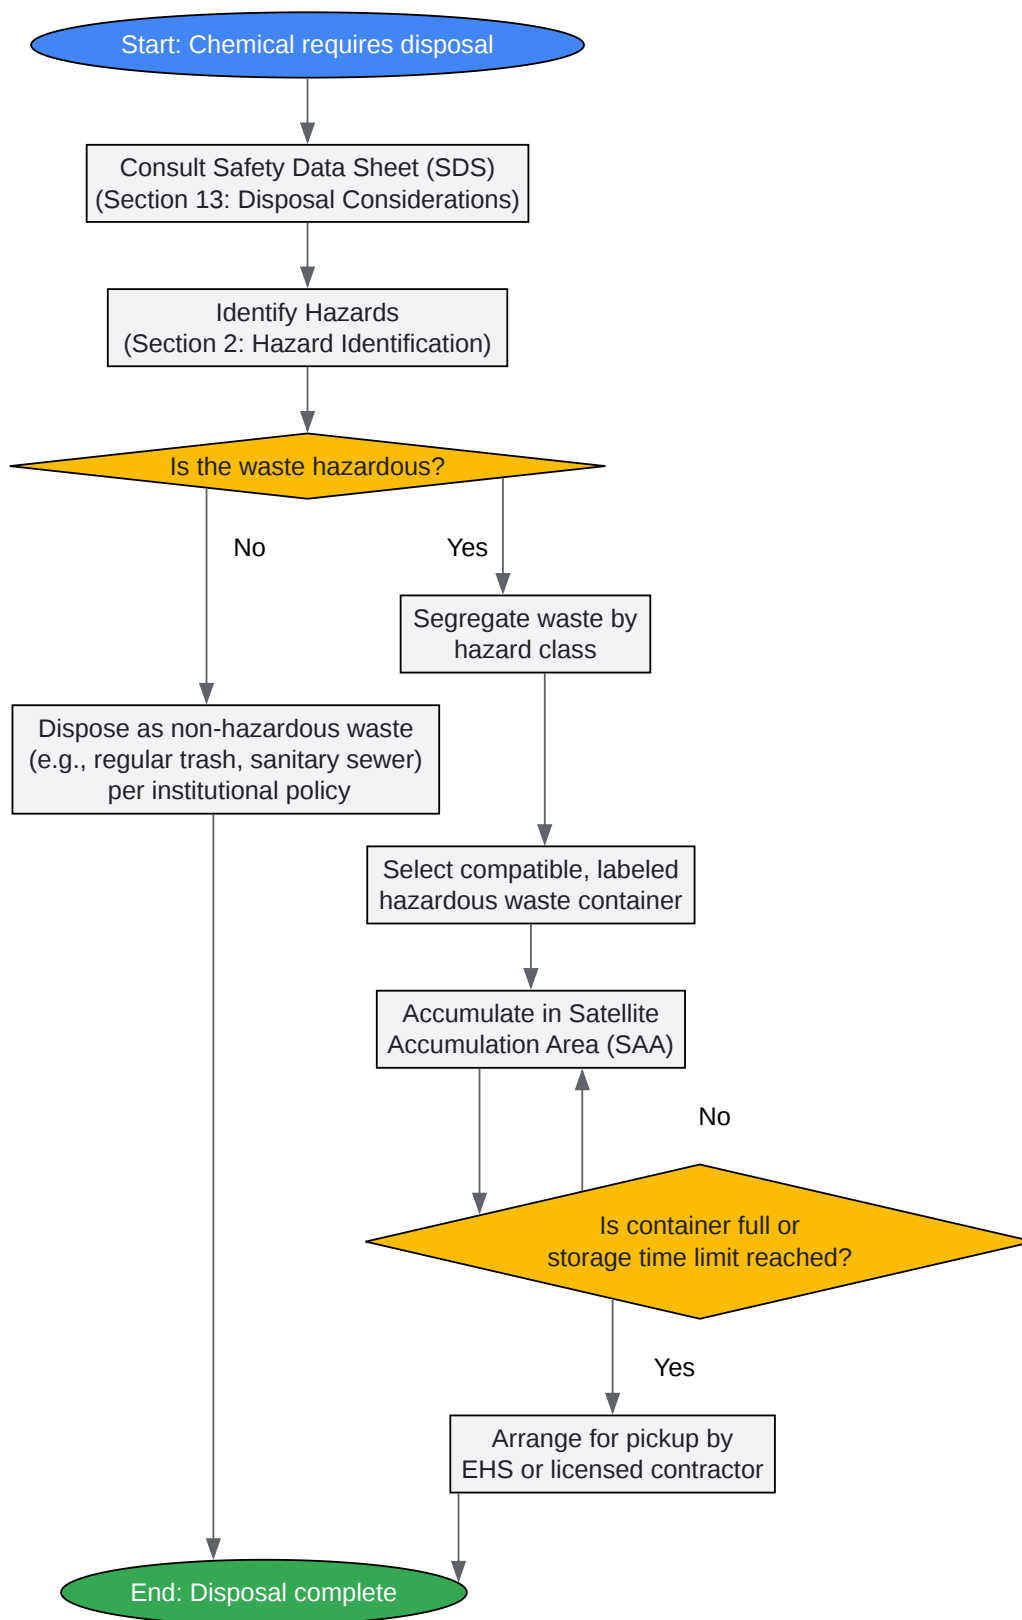 Start: Chemical requires disposal
Consult Safety Data Sheet (SDS)
(Section 13: Disposal Considerations)
Identify Hazards
(Section 2: Hazard Identification)
Is the waste hazardous?
No
Yes
Segregate waste by
hazard class
Dispose as non-hazardous waste
(e.g., regular trash, sanitary sewer)
per institutional policy
Select compatible, labeled
hazardous waste container
Accumulate in Satellite
Accumulation Area (SAA)
No
Is container full or
storage time limit reached?
Yes
Arrange for pickup by
EHS or licensed contractor
End: Disposal complete